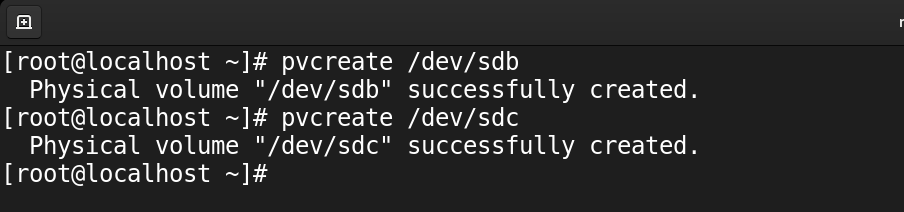 [root@localhost ~]# pvcreate /dev/sdb
  Physical volume "/dev/sdb" successfully created.
[root@localhost ~]# pvcreate /dev/sdc
  Physical volume "/dev/sdc" successfully created.
[root@localhost ~]#